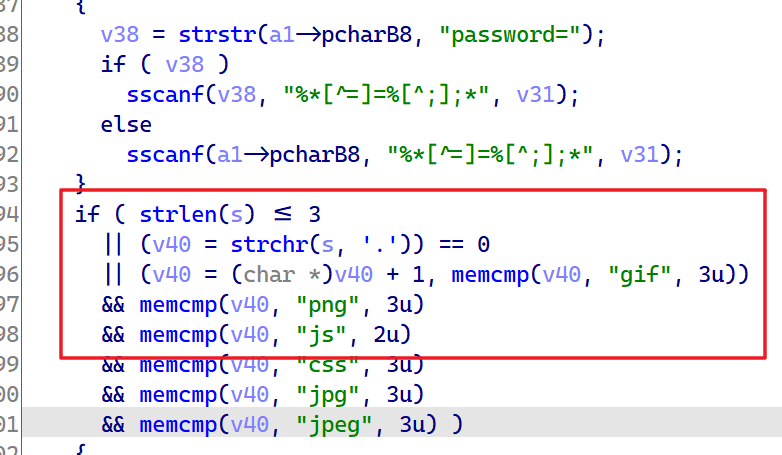 87    {
88      v38 = strstr(a1→pcharB8, "password=");
89      if ( v38 )
90        sscanf(v38, "%*[^=]=%[^;];*", v31);
91      else
92        sscanf(a1→pcharB8, "%*[^=]=%[^;];*", v31);
93    }
94    if ( strlen(s) ≤ 3
95      || (v40 = strchr(s, '.')) == 0
96      || (v40 = (char *)v40 + 1, memcmp(v40, "gif", 3u))
97      && memcmp(v40, "png", 3u)
98      && memcmp(v40, "js", 2u)
99      && memcmp(v40, "css", 3u)
00      && memcmp(v40, "jpg", 3u)
01      && memcmp(v40, "jpeg", 3u) )
02    {